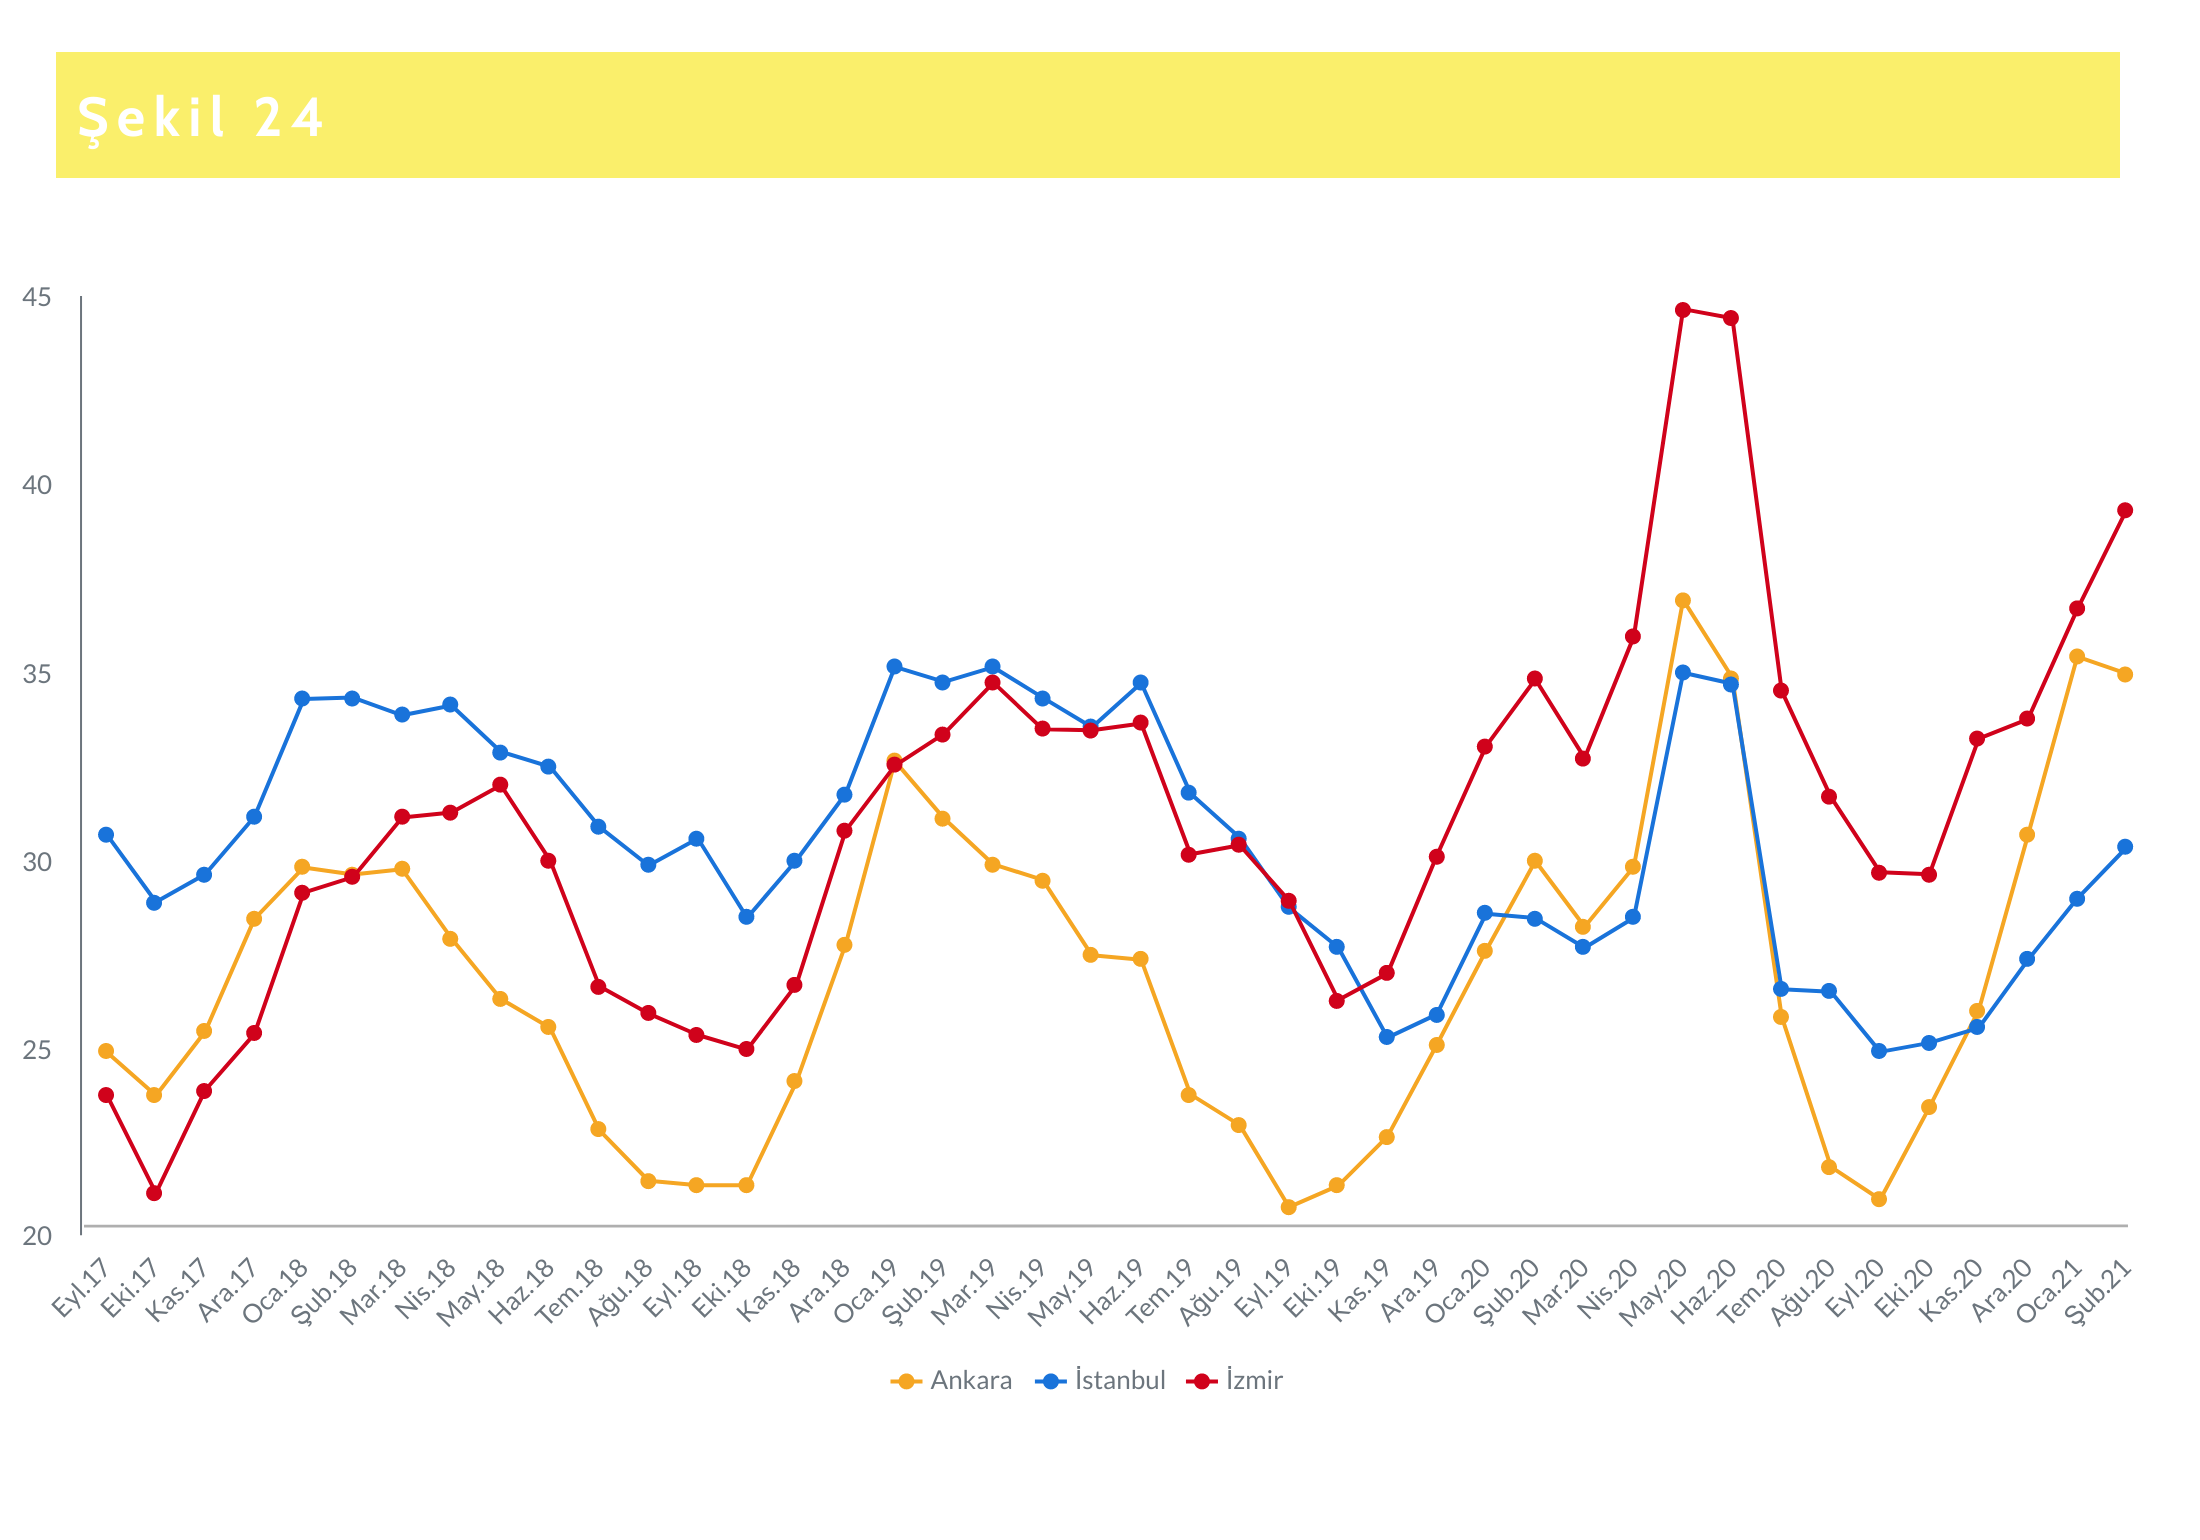 Şekil 24
45
40
35
30
25
20
Eyl.17
Eki.17
Kas.17
Ara.17
Oca.18
Şub.18
Mar.18
Nis.18
May.18
Haz.18
Tem.18
Ağu.18
Eyl.18
Eki.18
Kas.18
Ara.18
Oca.19
Şub.19
Mar.19
Nis.19
May.19
Haz.19
Tem.19
Ağu.19
Eyl.19
Eki.19
Kas.19
Ara.19
Oca.20
Şub.20
Mar.20
Nis.20
May.20
Haz.20
Tem.20
Ağu.20
Eyl.20
Eki.20
Kas.20
Ara.20
Oca.21
Şub.21
Ankara İstanbul İzmir